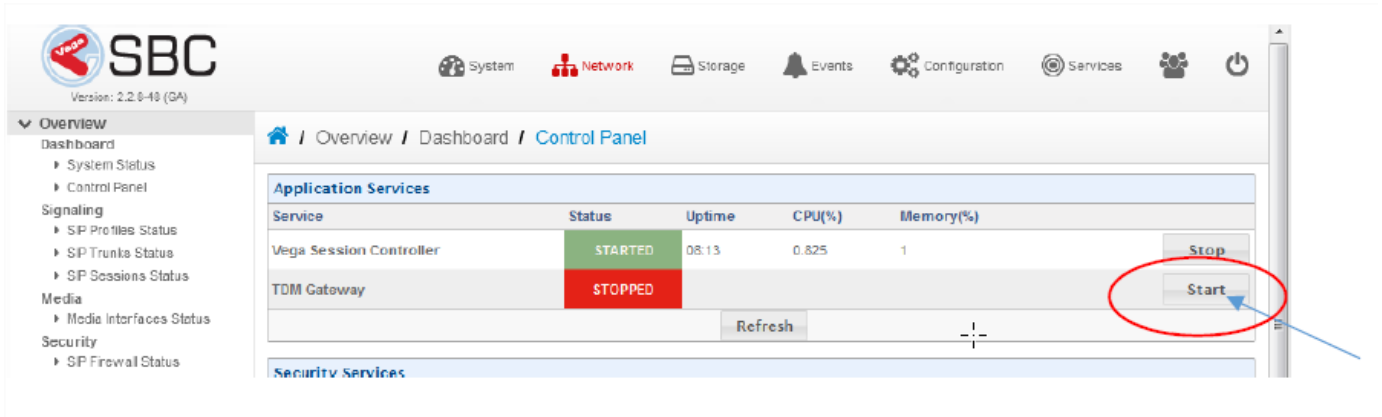 Vega
SBC
Version: 2.2.8-48 (GA)
System Network Storage Events Configuration Services
Overview
Dashboard
System Status
Control Panel
Signaling
SIP Profiles Status
SIP Trunks Status
SIP Sessions Status
Media
Media Interfaces Status
Security
SIP Firewall Status
/ Overview / Dashboard / Control Panel
Application Services
Service Status Uptime CPU(%) Memory(%)
Vega Session Controller STARTED 08:13 0.825 1 Stop
TDM Gateway STOPPED Start
Refresh
Security Services